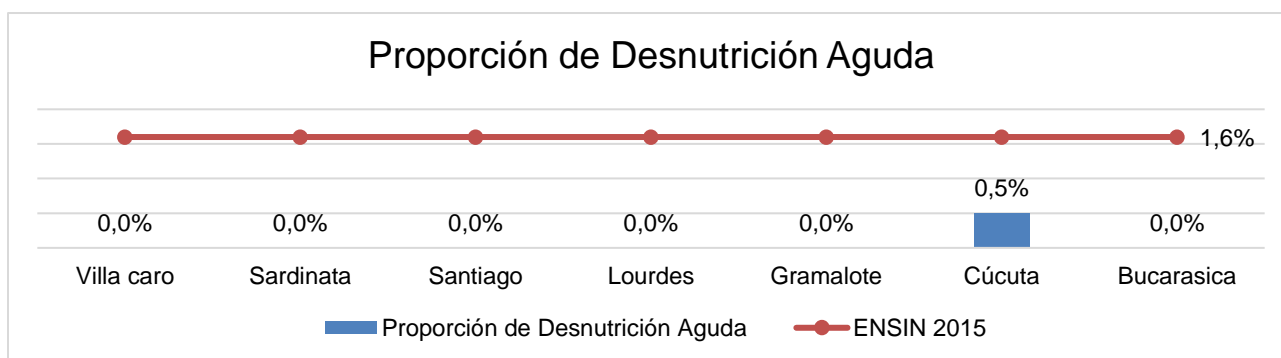 Proporción de Desnutrición Aguda
1,6%
0,5%
0,0% 0,0% 0,0% 0,0% 0,0% 0,0%
Villa caro Sardinata Santiago Lourdes Gramalote Cúcuta Bucarasica
Proporción de Desnutrición Aguda ENSIN 2015